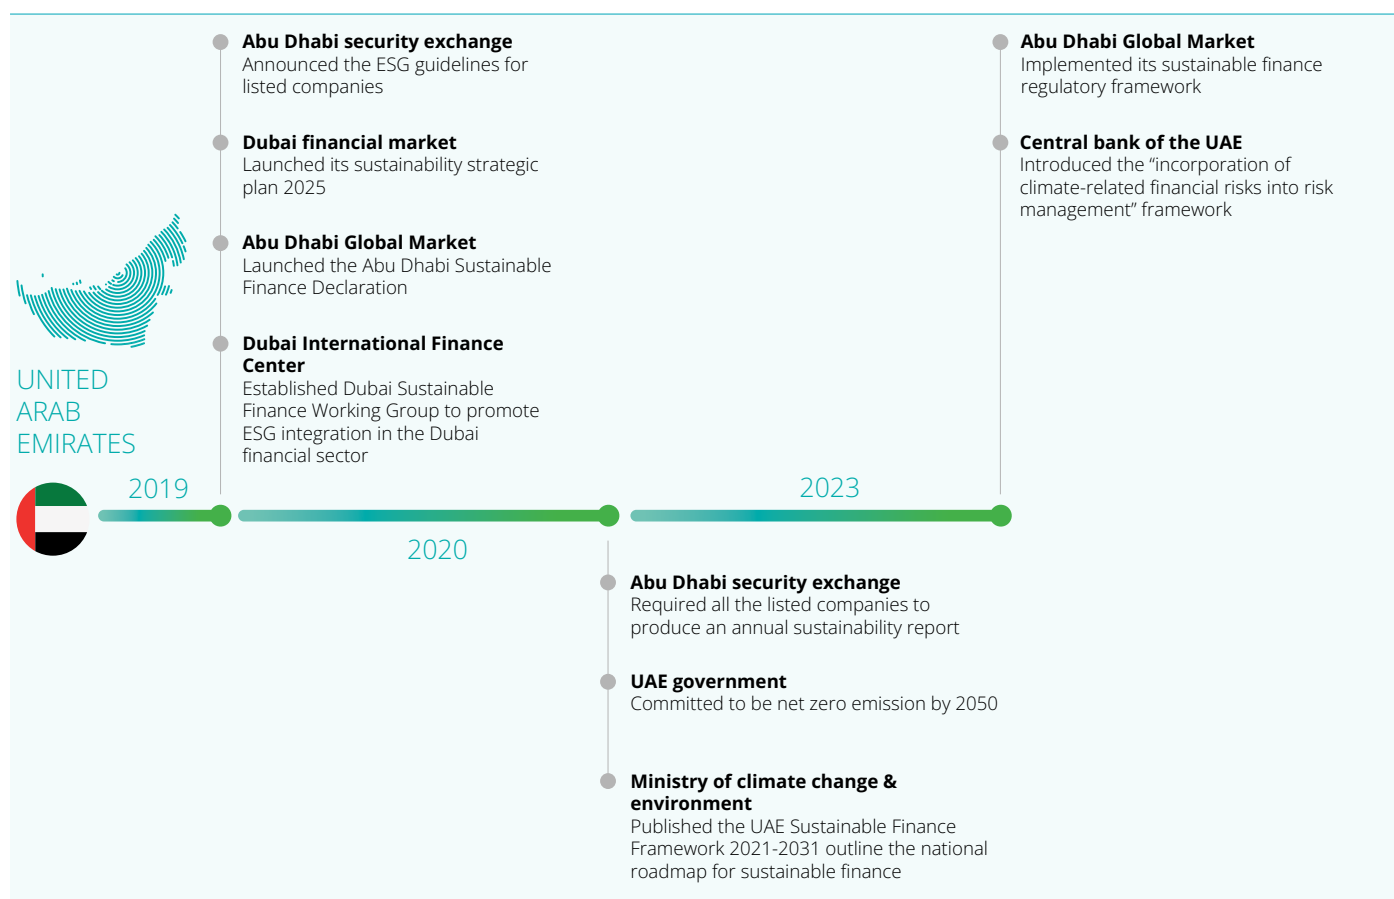 UNITED
ARAB
EMIRATES
2019
Abu Dhabi security exchange
Announced the ESG guidelines for
listed companies
Dubai financial market
Launched its sustainability strategic
plan 2025
Abu Dhabi Global Market
Launched the Abu Dhabi Sustainable
Finance Declaration
Dubai International Finance
Center
Established Dubai Sustainable
Finance Working Group to promote
ESG integration in the Dubai
financial sector
2020
Abu Dhabi security exchange
Required all the listed companies to
produce an annual sustainability report
UAE government
Committed to be net zero emission by 2050
Ministry of climate change &
environment
Published the UAE Sustainable Finance
Framework 2021-2031 outline the national
roadmap for sustainable finance
2023
Abu Dhabi Global Market
Implemented its sustainable finance
regulatory framework
Central bank of the UAE
Introduced the “incorporation of
climate-related financial risks into risk
management” framework